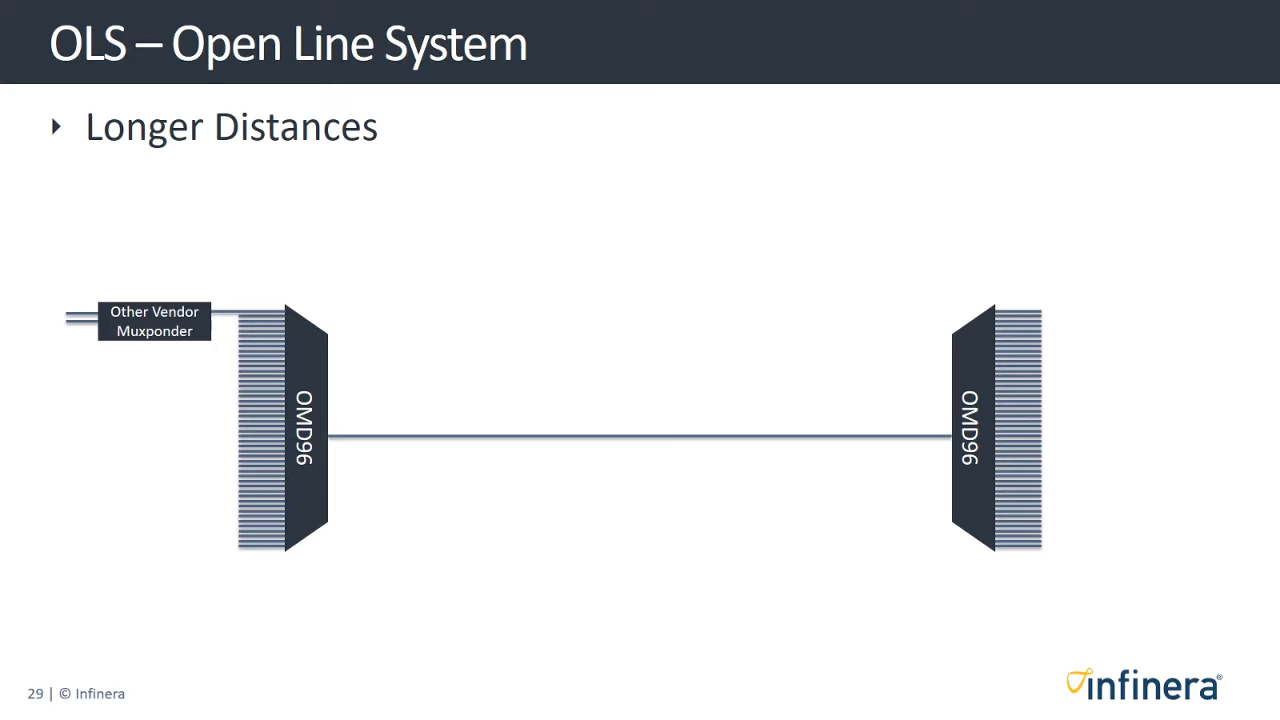 OLS – Open Line System
Longer Distances
Other Vendor
Muxponder
OMD96
OMD96
29 | © Infinera
infinera®